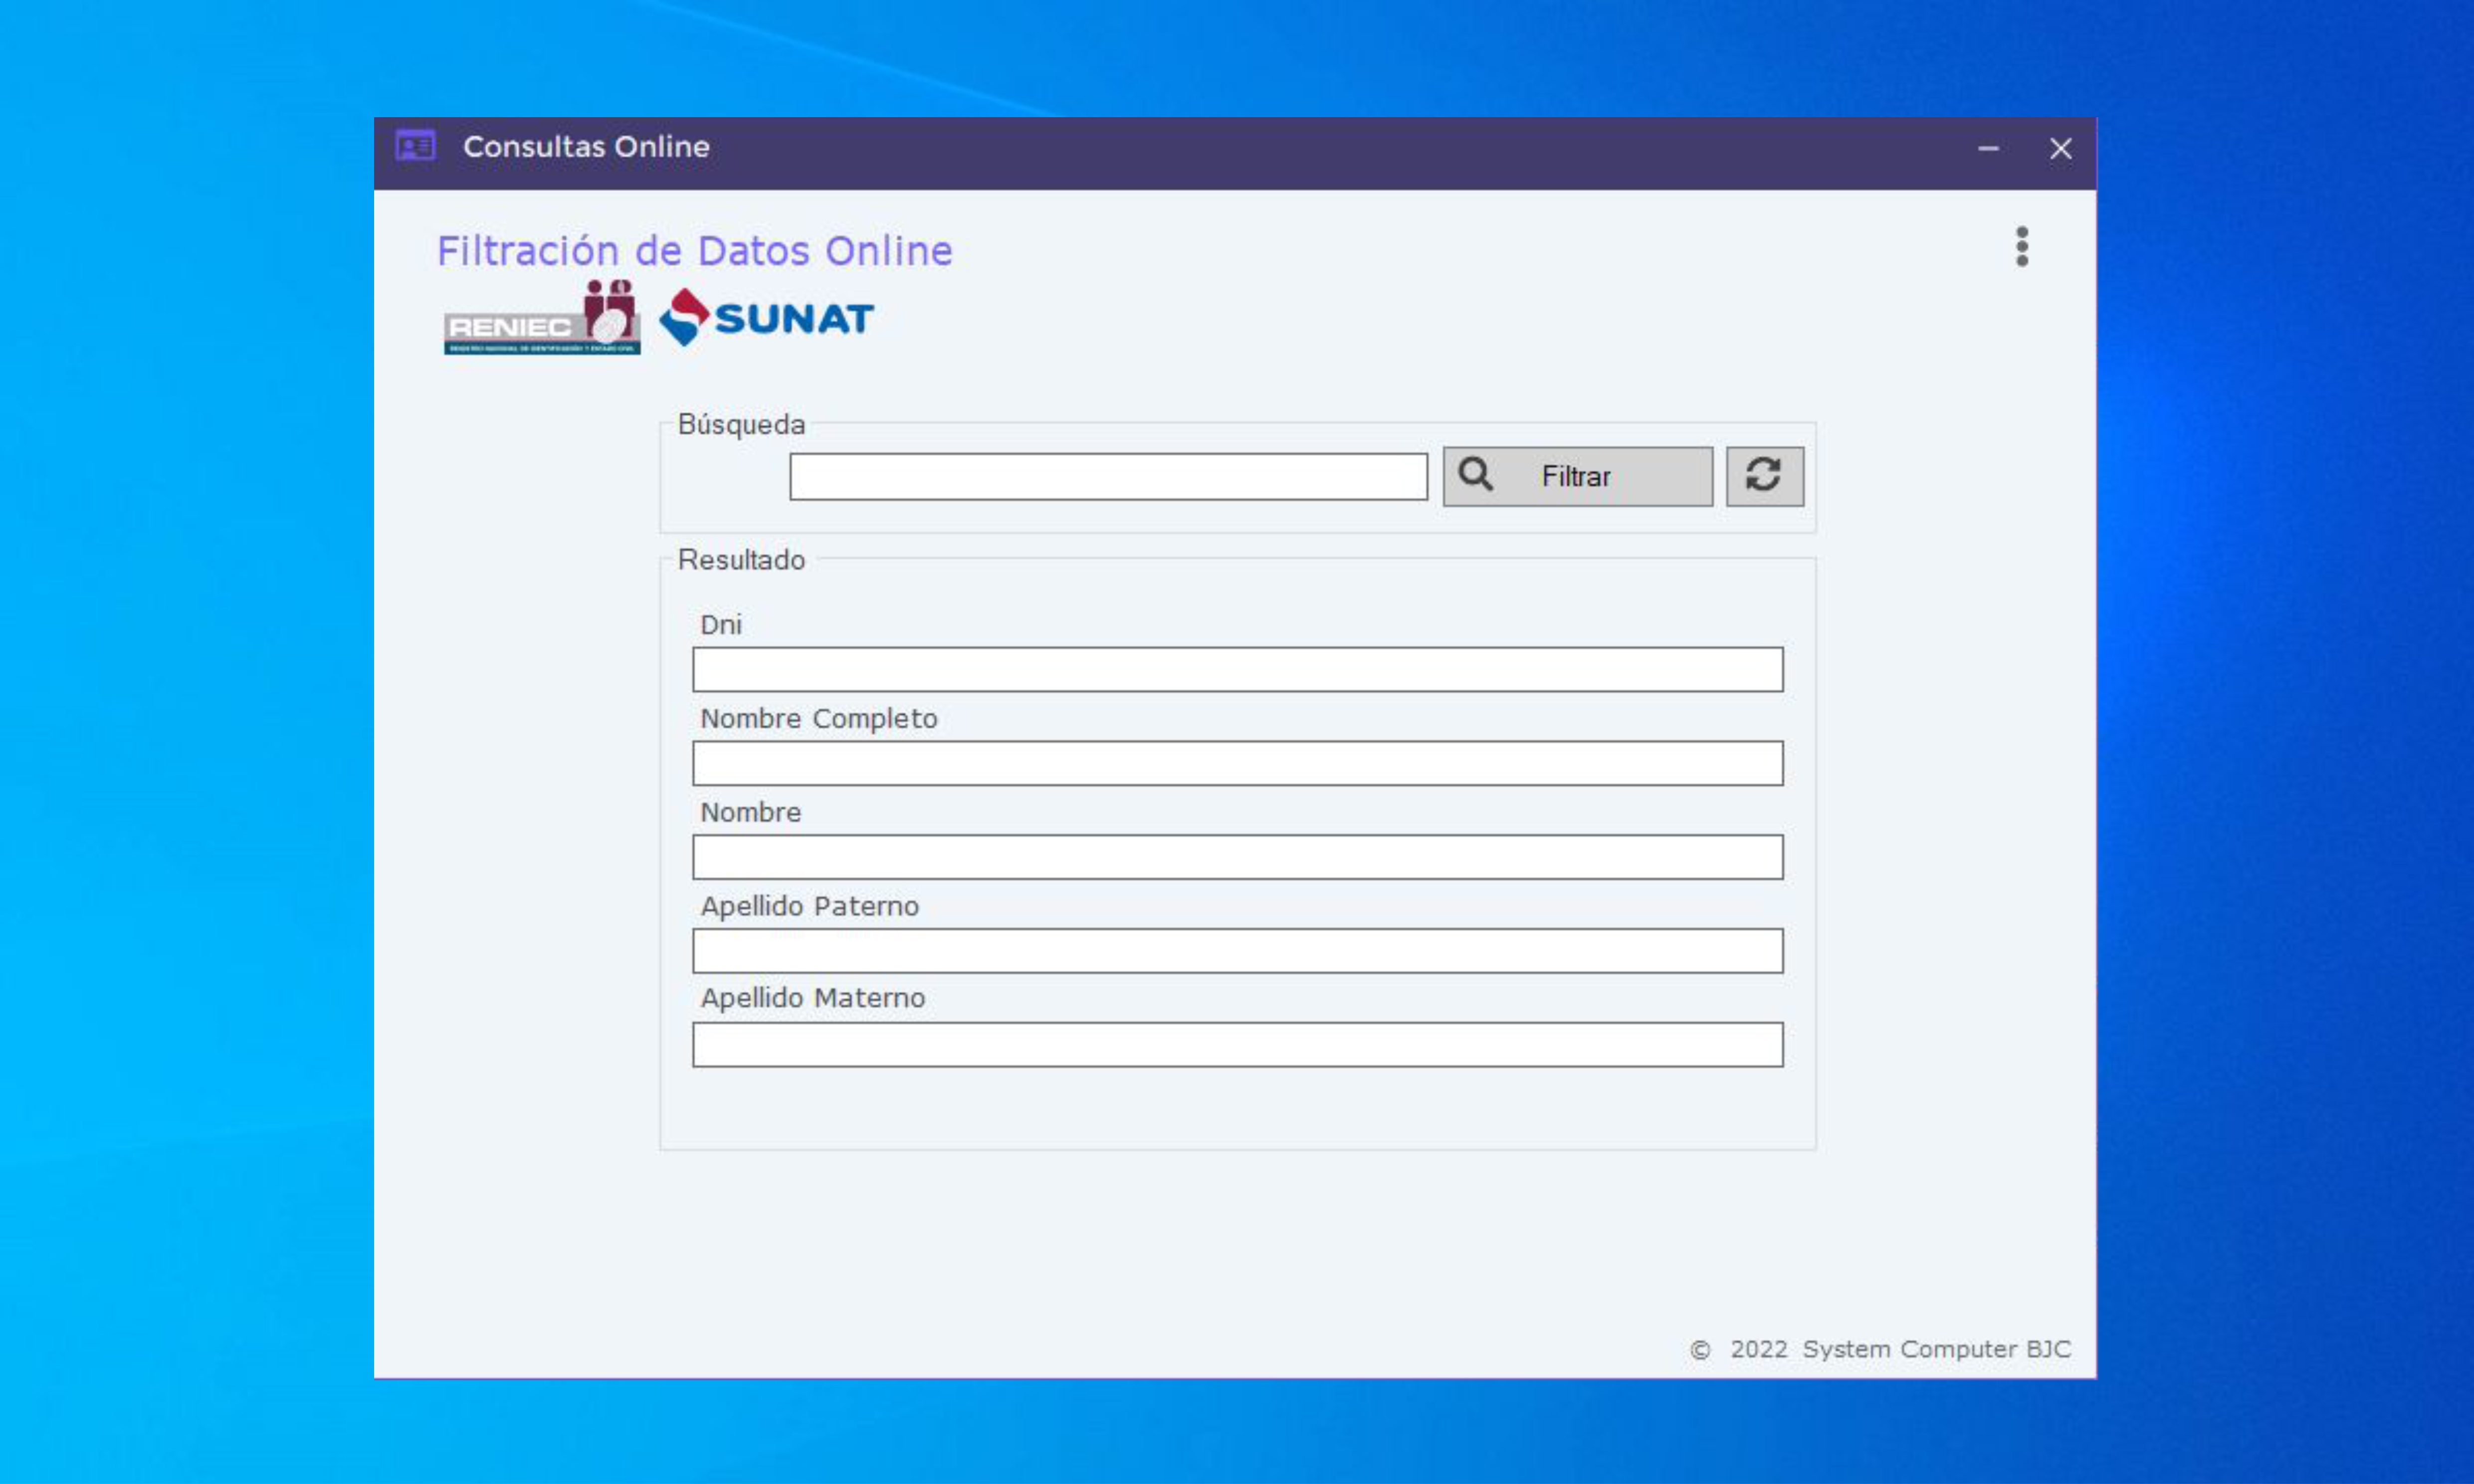 Consultas Online
Filtración de Datos Online
RENIEC
SUNAT
Búsqueda
Filtrar
Resultado
Dni
Nombre Completo
Nombre
Apellido Paterno
Apellido Materno
© 2022 System Computer BJC